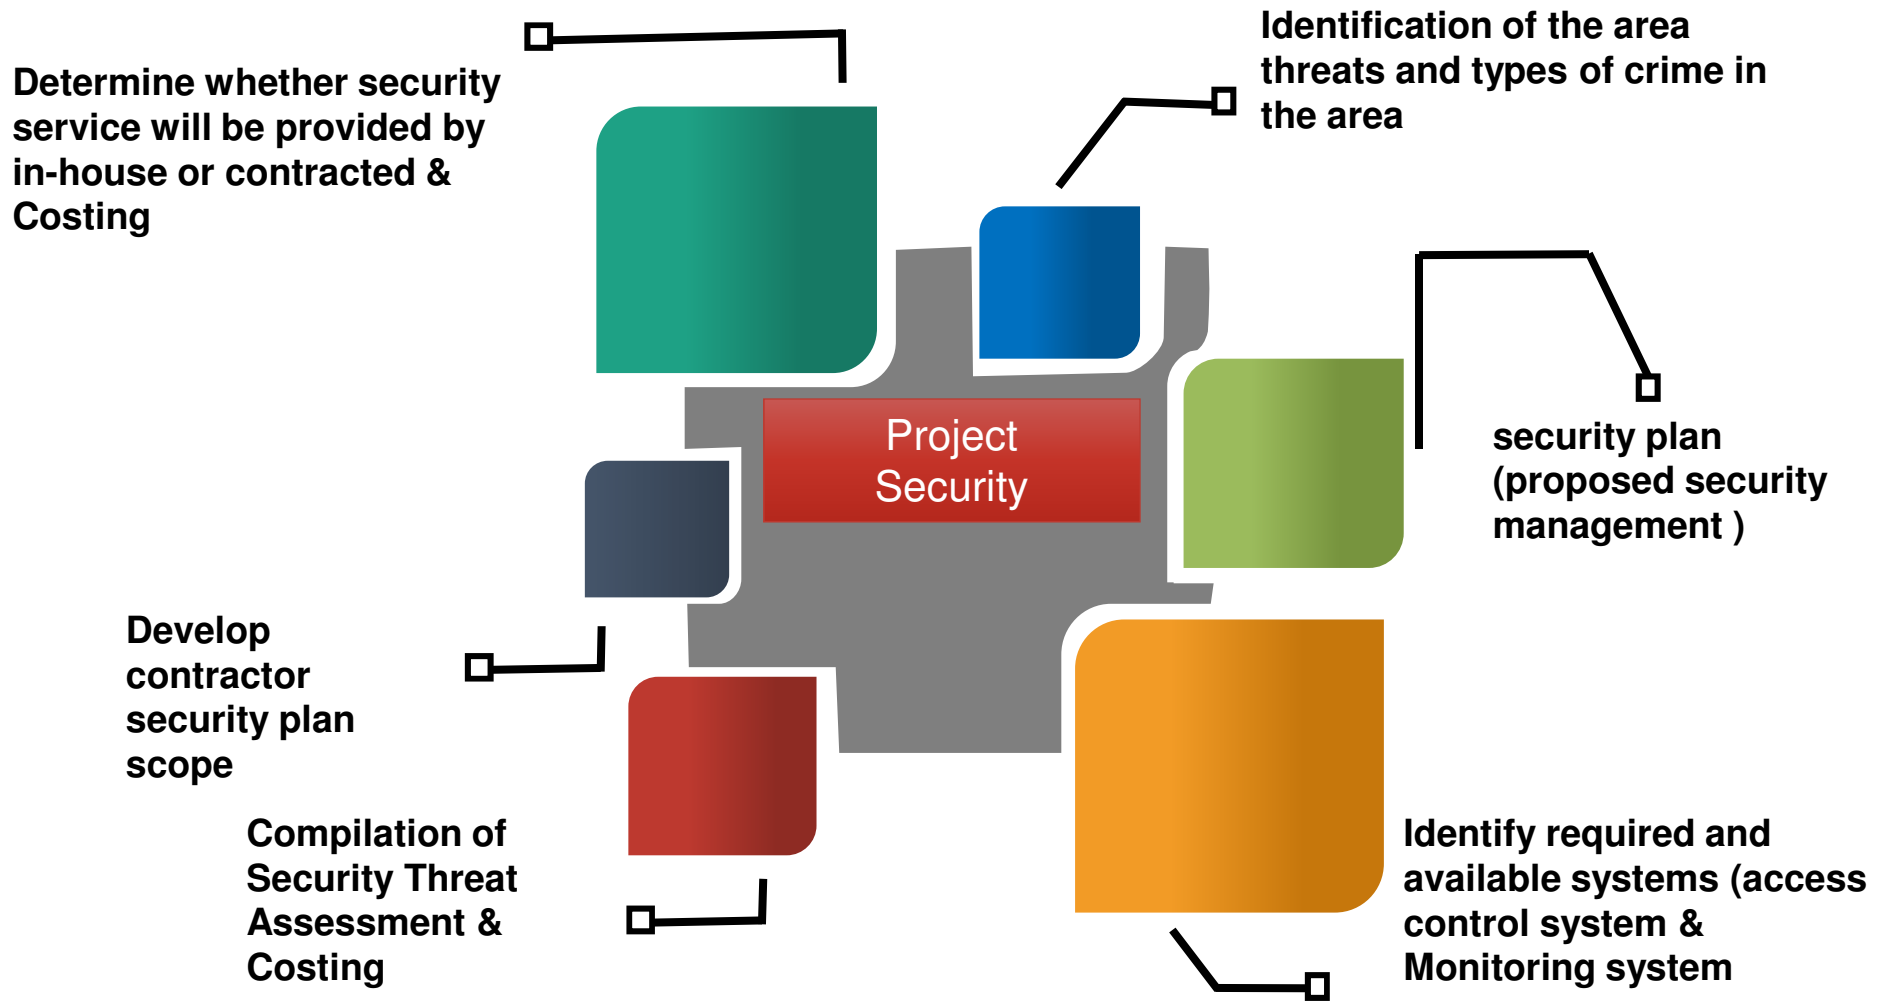 Determine whether security
service will be provided by
in-house or contracted &
Costing
Identification of the area
threats and types of crime in
the area
Project
Security
security plan
(proposed security
management )
Develop
contractor
security plan
scope
Compilation of
Security Threat
Assessment &
Costing
Identify required and
available systems (access
control system &
Monitoring system